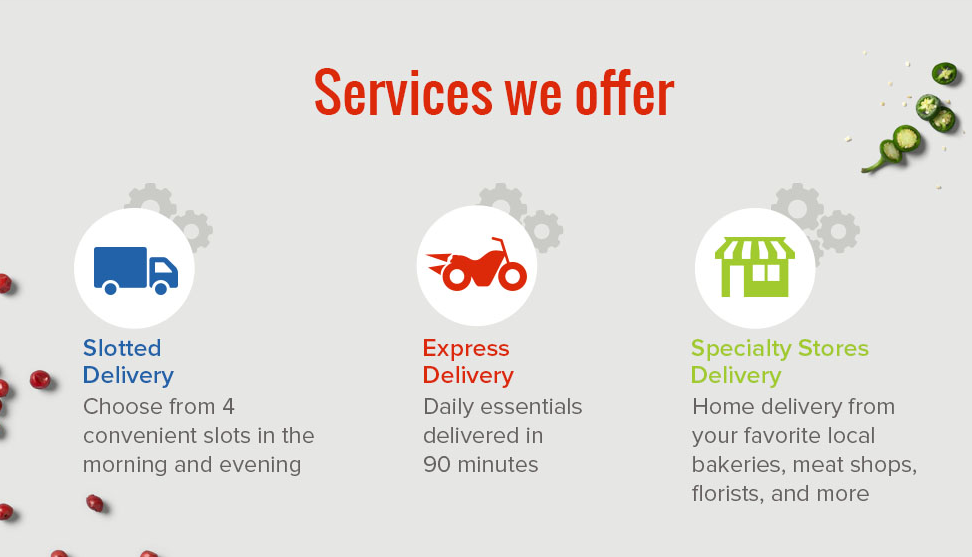 Services we offer
Slotted
Delivery
Choose from 4
convenient slots in the
morning and evening
Express
Delivery
Daily essentials
delivered in
90 minutes
Specialty Stores
Delivery
Home delivery from
your favorite local
bakeries, meat shops,
florists, and more